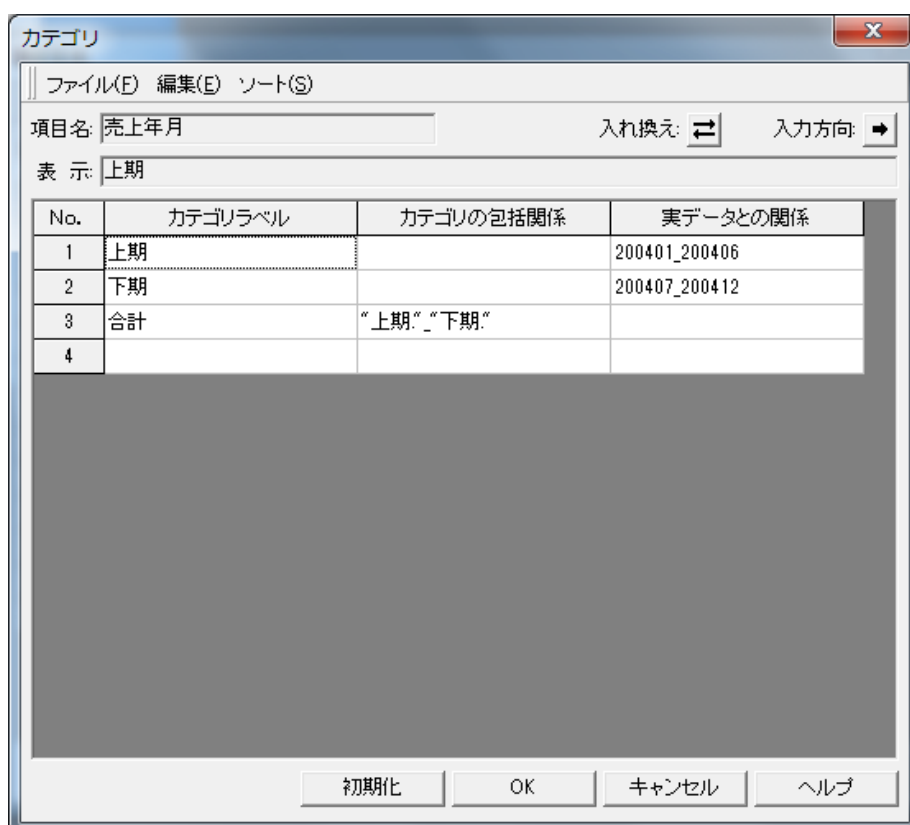 カテゴリ
ファイル(F) 編集(E) ソート(S)
項目名: 売上年月 入れ換え: 入力方向:
表 示: 上期
No. カテゴリラベル カテゴリの包括関係 実データとの関係
1 上期 200401_200406
2 下期 200407_200412
3 合計 "上期."_"下期."
4
初期化 OK キャンセル ヘルプ